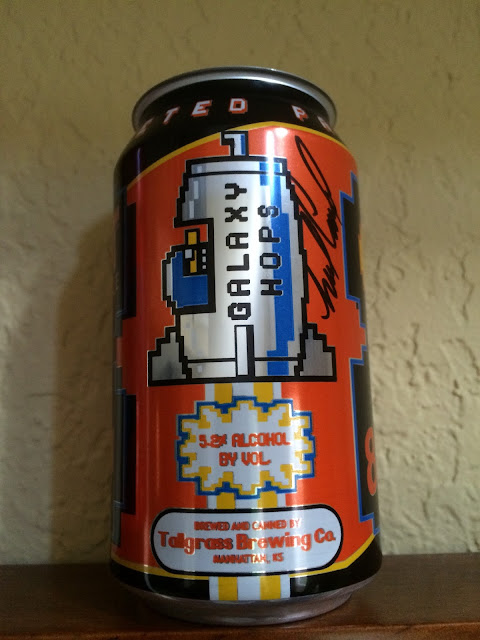 GALAXY
HOPS
5.2% ALCOHOL
BY VOL.
BREWED AND CANNED BY
Tallgrass Brewing Co.
MANHATTAN, KS